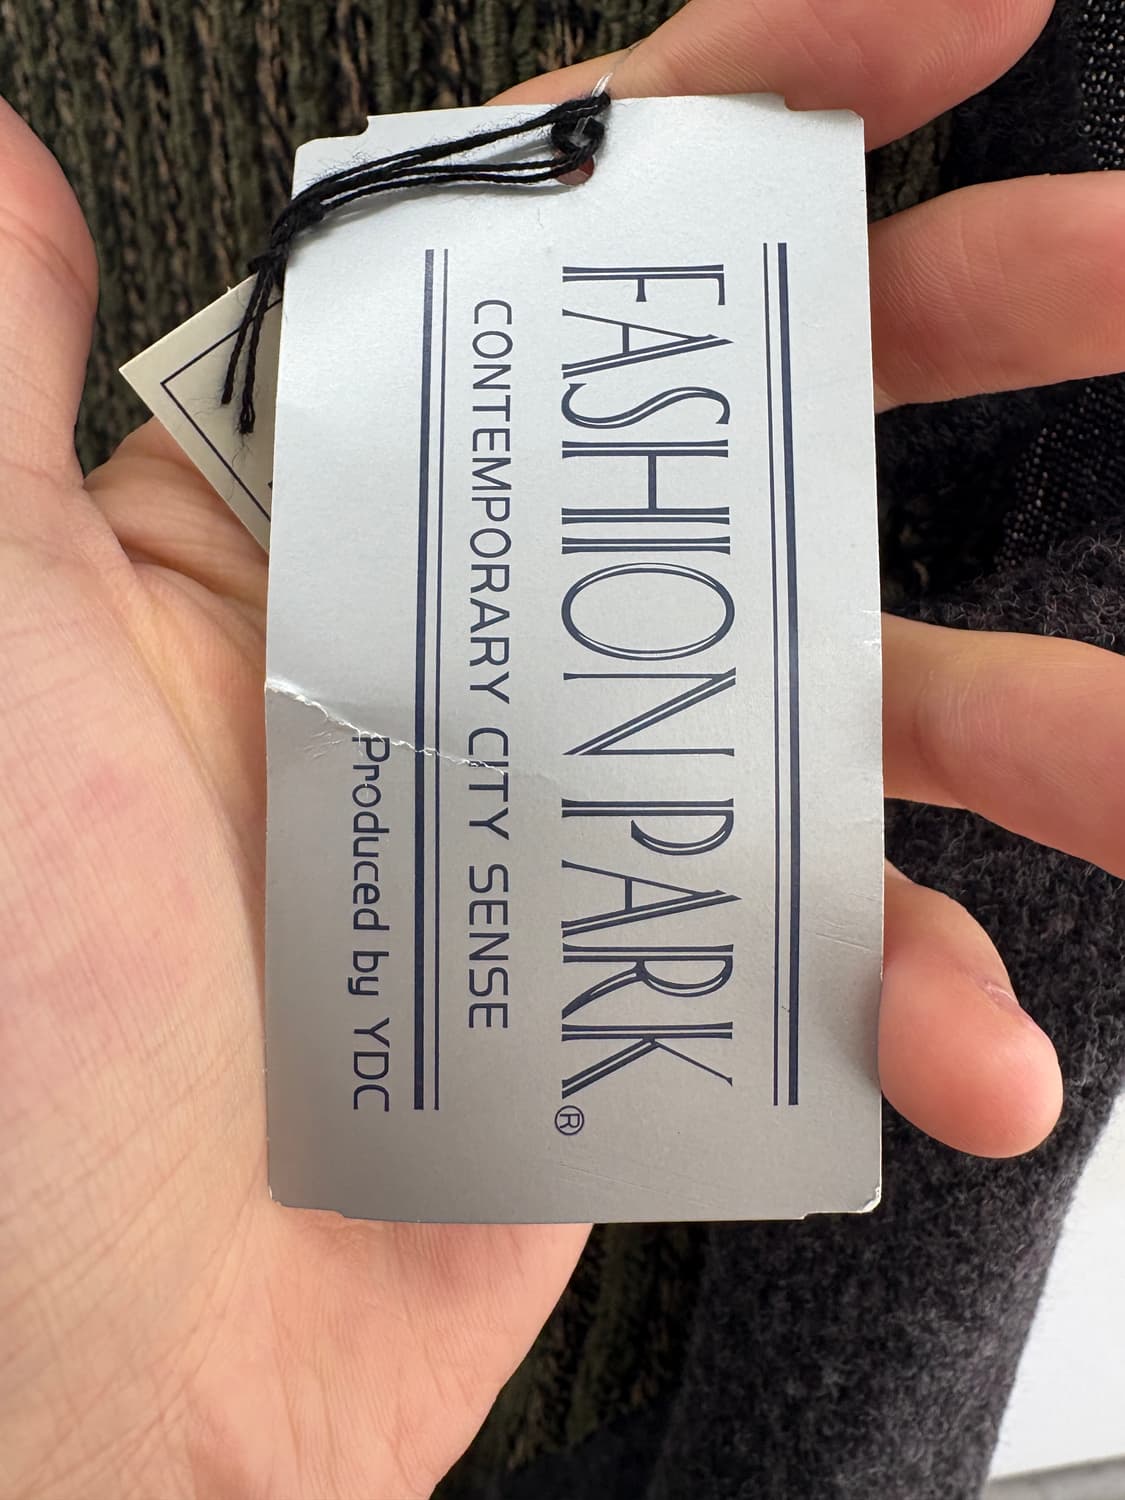 FASHION PARK®
CONTEMPORARY CITY SENSE
Produced by YDC